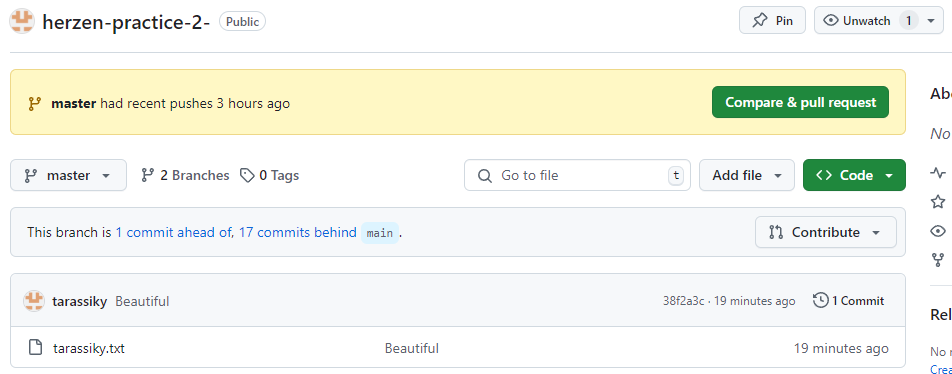 herzen-practice-2- Public Pin Unwatch 1
master had recent pushes 3 hours ago Compare & pull request
master 2 Branches 0 Tags Go to file t Add file Code
This branch is 1 commit ahead of, 17 commits behind main .
Contribute
tarassiky Beautiful 38f2a3c · 19 minutes ago 1 Commit
tarassiky.txt Beautiful 19 minutes ago
No
Rel
No
Crea